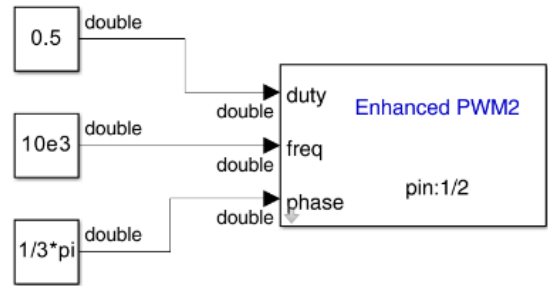 double
0.5
double
duty
Enhanced PWM2
double
10e3
double
freq
pin:1/2
double
1/3*pi
double
phase
double